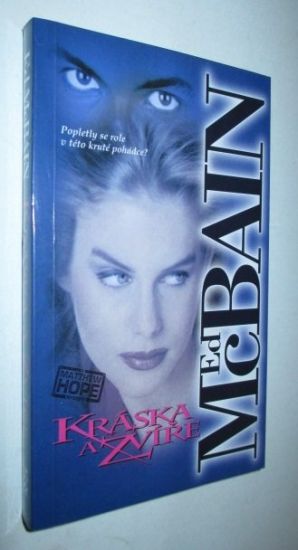 Popletly se role
v této kruté pohádce?
Ed
McBAIN
MATTHEW
HOPE
KRÁSKA
A ZVÍŘE